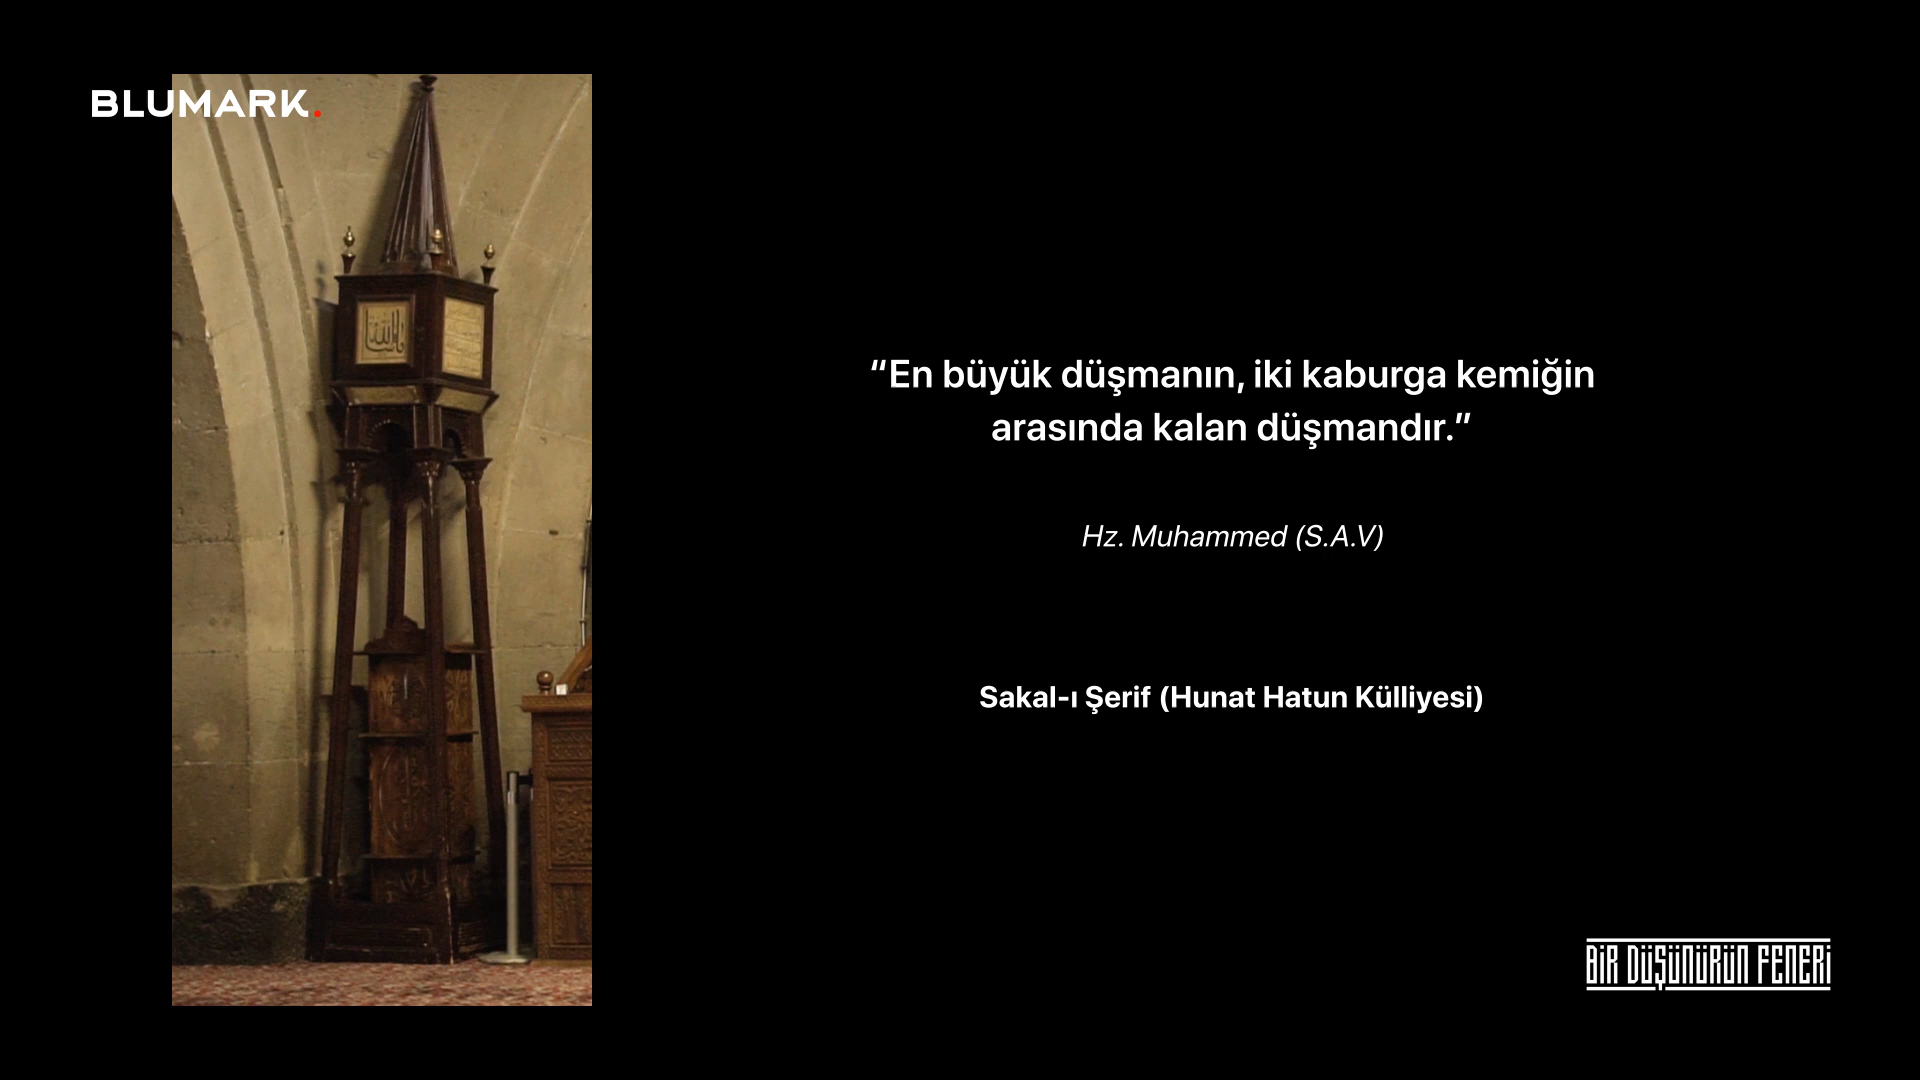 BLUMARK.
“En büyük düşmanın, iki kaburga kemiğin
arasında kalan düşmandır.”
Hz. Muhammed (S.A.V)
Sakal-ı Şerif (Hunat Hatun Külliyesi)
BİR DÜŞÜNÜRÜN FENERİ